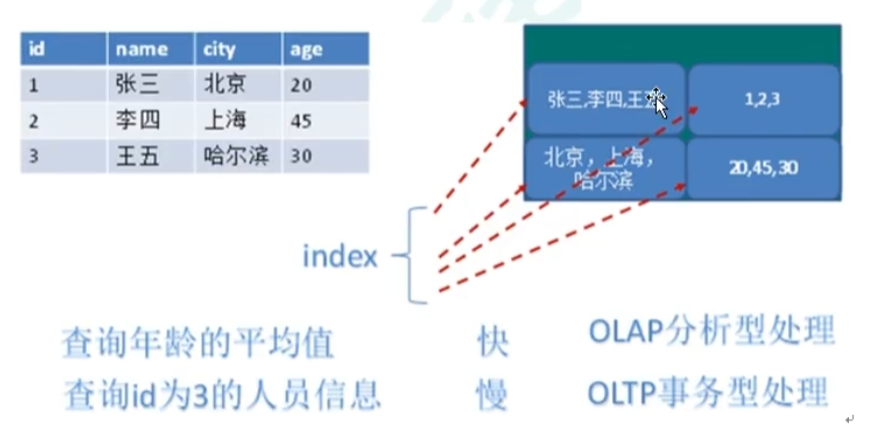 id name city age
1 张三 北京 20
2 李四 上海 45
3 王五 哈尔滨 30
张三,李四,王
1,2,3
北京，上海，
哈尔滨
20,45,30
index
查询年龄的平均值 快 OLAP分析型处理
查询id为3的人员信息 慢 OLTP事务型处理